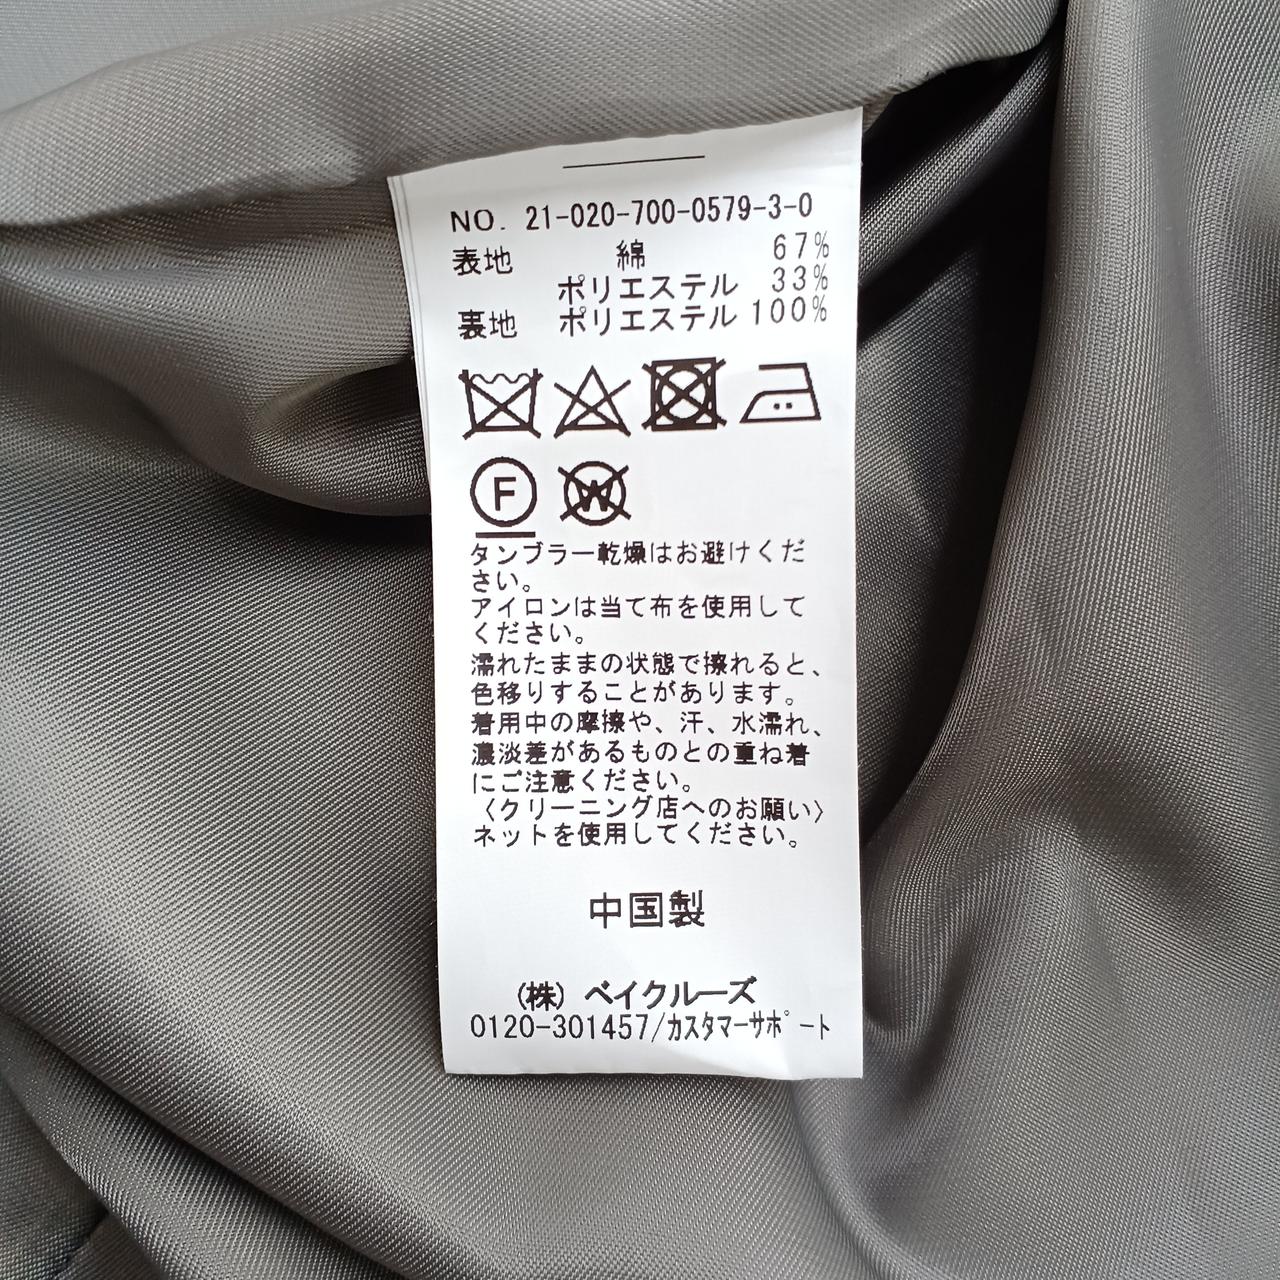 NO. 21-020-700-0579-3-0
表地 綿 67%
ポリエステル 33%
裏地 ポリエステル 100%
F W
タンブラー乾燥はお避けくだ
さい。
アイロンは当て布を使用して
ください。
濡れたままの状態で擦れると、
色移りすることがあります。
着用中の摩擦や、汗、水濡れ、
濃淡差があるものとの重ね着
にご注意ください。
〈クリーニング店へのお願い〉
ネットを使用してください。
中国製
(株) ベイクルーズ
0120-301457/カスタマーサポート